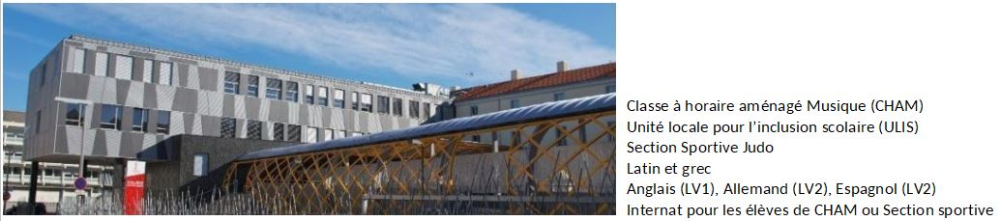 Classe à horaire aménagé Musique (CHAM)
Unité locale pour l’inclusion scolaire (ULIS)
Section Sportive Judo
Latin et grec
Anglais (LV1), Allemand (LV2), Espagnol (LV2)
Internat pour les élèves de CHAM ou Section sportive